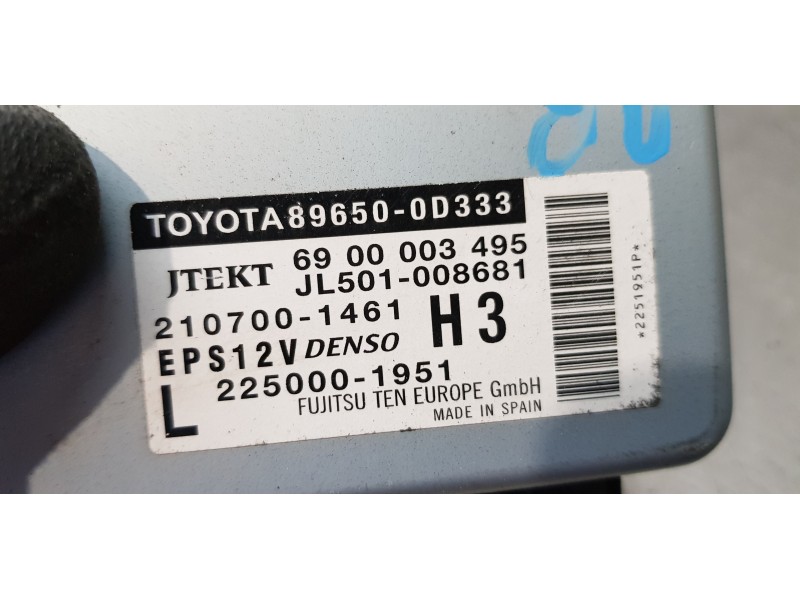 TOYOTA 89650-0D333
JTEKT 69 00 003 495
JL501-008681
210700-1461 H3
EPS12V DENSO
L 225000-1951
FUJITSU TEN EUROPE GmbH
MADE IN SPAIN
*2251951P*